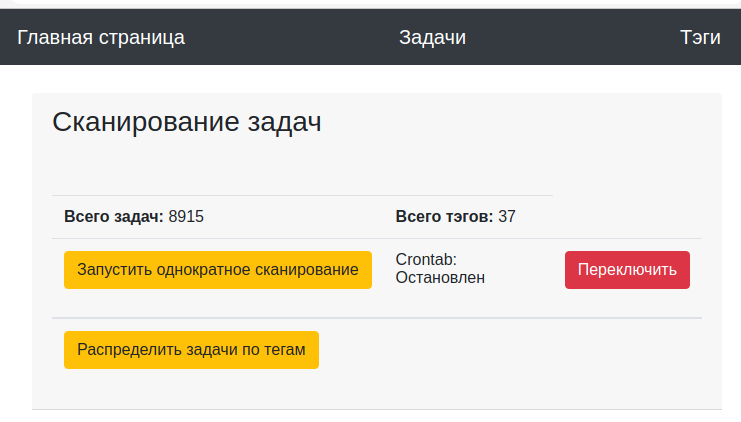 Главная страница Задачи Тэги
Сканирование задач
Всего задач: 8915 Всего тэгов: 37
Запустить однократное сканирование Crontab: Переключить
Остановлен
Распределить задачи по тегам